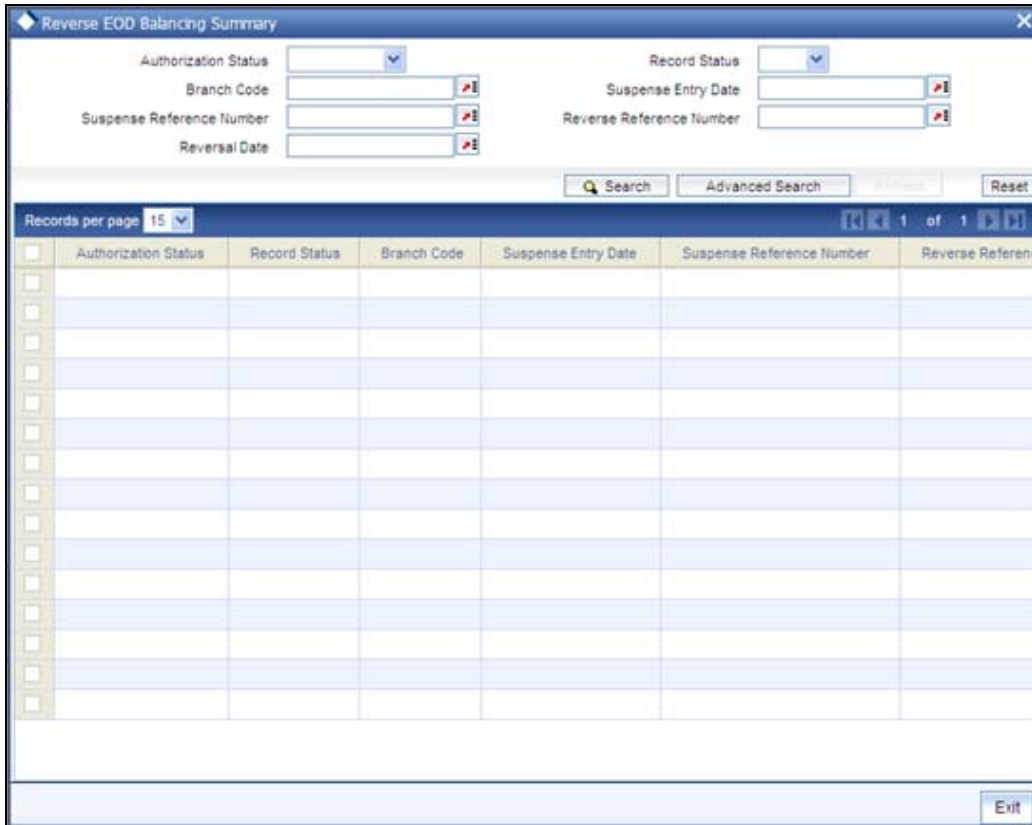 Reverse EOD Balancing Summary
Authorization Status Record Status
Branch Code Suspense Entry Date
Suspense Reference Number Reverse Reference Number
Reversal Date
Search Advanced Search Reset
Records per page 15 1 of 1
Authorization Status Record Status Branch Code Suspense Entry Date Suspense Reference Number Reverse Referen
Exit